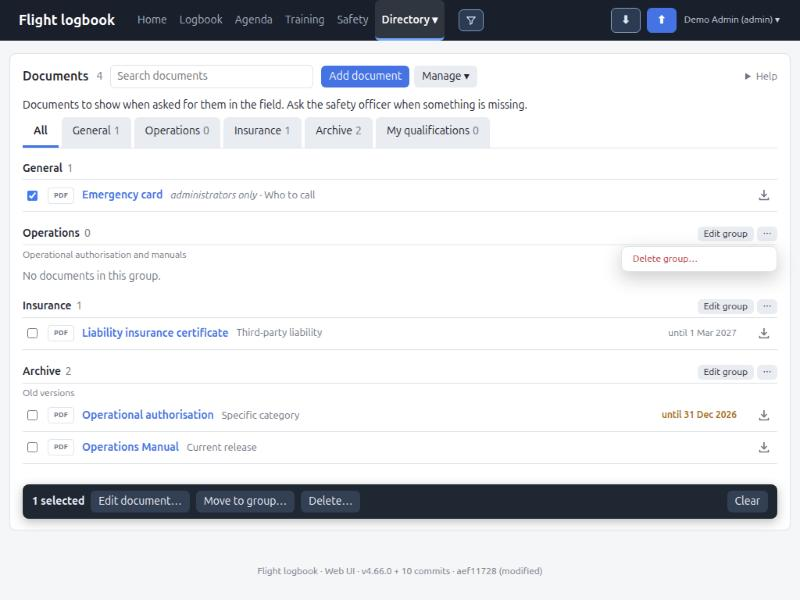 Flight logbook Home Logbook Agenda Training Safety Directory ▾ Demo Admin (admin) ▾
Documents 4 Search documents Add document Manage ▾ ▶ Help
Documents to show when asked for them in the field. Ask the safety officer when something is missing.
All General 1 Operations 0 Insurance 1 Archive 2 My qualifications 0
General 1
PDF Emergency card administrators only - Who to call
Operations 0 Edit group ...
Operational authorisation and manuals
Delete group...
No documents in this group.
Insurance 1 Edit group ...
PDF Liability insurance certificate Third-party liability until 1 Mar 2027
Archive 2 Edit group ...
Old versions
PDF Operational authorisation Specific category until 31 Dec 2026
PDF Operations Manual Current release
1 selected Edit document... Move to group... Delete... Clear
Flight logbook · Web UI · v4.66.0 + 10 commits · aef11728 (modified)